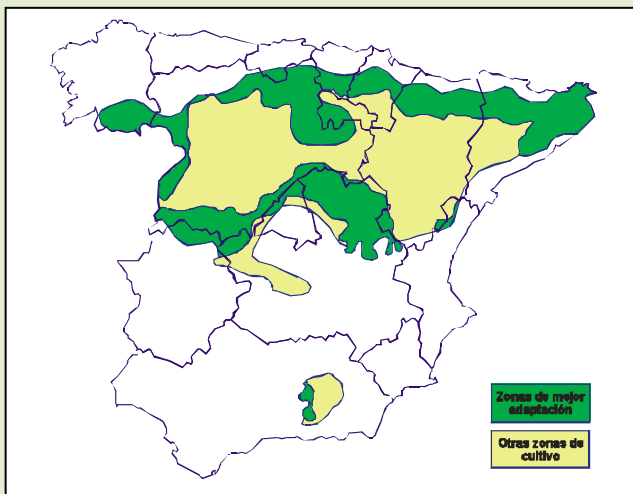 Zonas de mejor
adaptación
Otras zonas de
cultivo